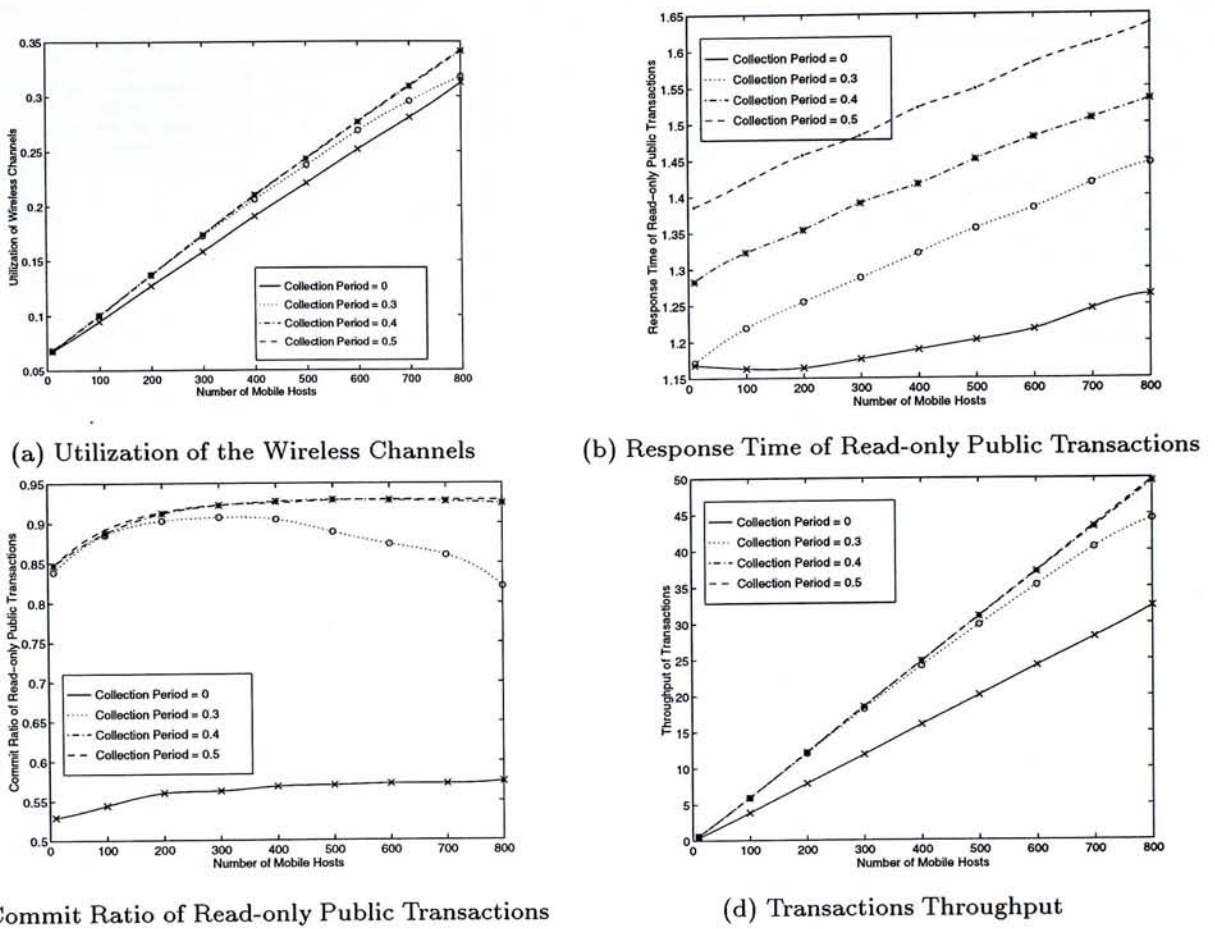 0.35
0.3
0.25
0.2
0.15
0.1
0.05
Utilization of Wireless Channels
Collection Period = 0
Collection Period = 0.3
Collection Period = 0.4
Collection Period = 0.5
0 100 200 300 400 500 600 700 800
Number of Mobile Hosts
(a) Utilization of the Wireless Channels
1.65
1.6
1.55
1.5
1.45
1.4
1.35
1.3
1.25
1.2
1.15
Response Time of Read-only Public Transactions
Collection Period = 0
Collection Period = 0.3
Collection Period = 0.4
Collection Period = 0.5
0 100 200 300 400 500 600 700 800
Number of Mobile Hosts
(b) Response Time of Read-only Public Transactions
0.95
0.9
0.85
0.8
0.75
0.7
0.65
0.6
0.55
0.5
Commit Ratio of Read-only Public Transactions
Collection Period = 0
Collection Period = 0.3
Collection Period = 0.4
Collection Period = 0.5
0 100 200 300 400 500 600 700 800
Number of Mobile Hosts
Commit Ratio of Read-only Public Transactions
50
45
40
35
30
25
20
15
10
5
0
Throughput of Transactions
Collection Period = 0
Collection Period = 0.3
Collection Period = 0.4
Collection Period = 0.5
0 100 200 300 400 500 600 700 800
Number of Mobile Hosts
(d) Transactions Throughput